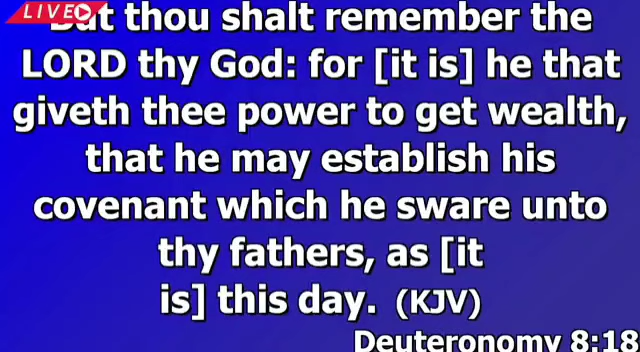 LIVE
But thou shalt remember the
LORD thy God: for [it is] he that
giveth thee power to get wealth,
that he may establish his
covenant which he sware unto
thy fathers, as [it
is] this day. (KJV)
Deuteronomy 8:18